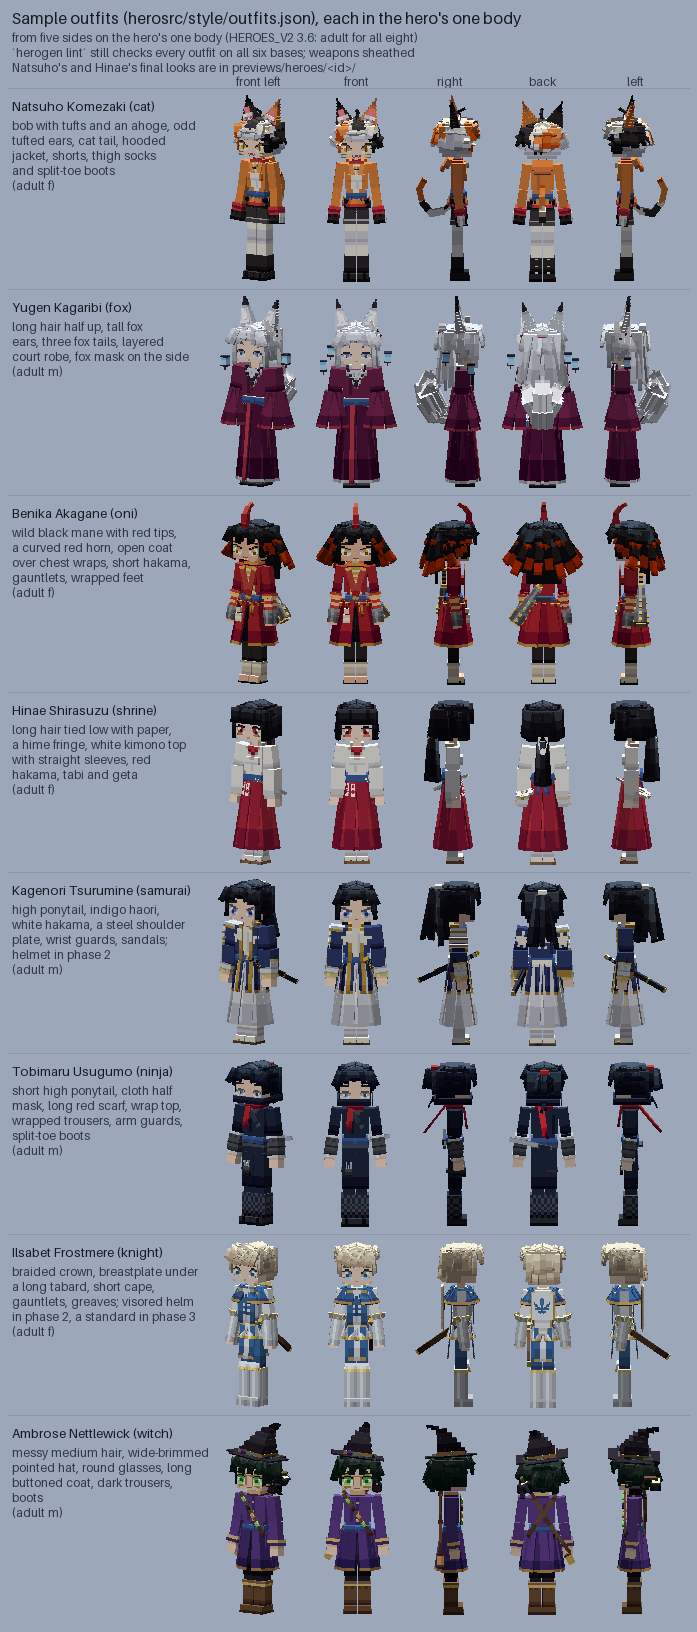 Sample outfits (herosrc/style/outfits.json), each in the hero's one body
from five sides on the hero's one body (HEROES_V2 3.6: adult for all eight)
`herogen lint` still checks every outfit on all six bases; weapons sheathed
Natsuho's and Hinae's final looks are in previews/heroes/<id>/
front left front right back left
Natsuho Komezaki (cat)
bob with tufts and an ahoge, odd
tufted ears, cat tail, hooded
jacket, shorts, thigh socks
and split-toe boots
(adult f)
Yugen Kagaribi (fox)
long hair half up, tall fox
ears, three fox tails, layered
court robe, fox mask on the side
(adult m)
Benika Akagane (oni)
wild black mane with red tips,
a curved red horn, open coat
over chest wraps, short hakama,
gauntlets, wrapped feet
(adult f)
Hinae Shirasuzu (shrine)
long hair tied low with paper,
a hime fringe, white kimono top
with straight sleeves, red
hakama, tabi and geta
(adult f)
Kagenori Tsurumine (samurai)
high ponytail, indigo haori,
white hakama, a steel shoulder
plate, wrist guards, sandals;
helmet in phase 2
(adult m)
Tobimaru Usugumo (ninja)
short high ponytail, cloth half
mask, long red scarf, wrap top,
wrapped trousers, arm guards,
split-toe boots
(adult m)
Ilsabet Frostmere (knight)
braided crown, breastplate under
a long tabard, short cape,
gauntlets, greaves; visored helm
in phase 2, a standard in phase 3
(adult f)
Ambrose Nettlewick (witch)
messy medium hair, wide-brimmed
pointed hat, round glasses, long
buttoned coat, dark trousers,
boots
(adult m)